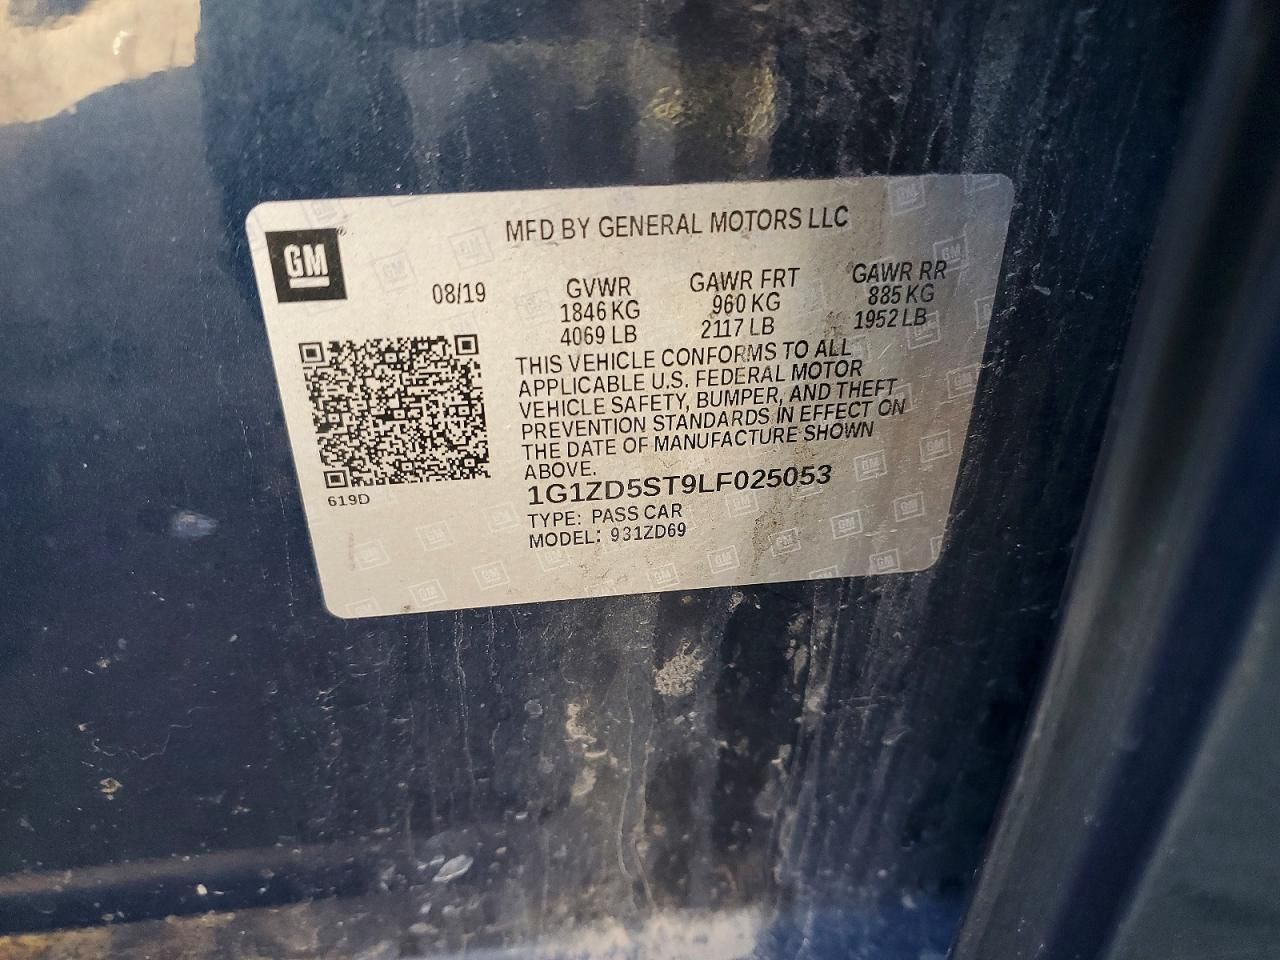 MFD BY GENERAL MOTORS LLC
GM
08/19
GVWR GAWR FRT GAWR RR
1846 KG 960 KG 885 KG
4069 LB 2117 LB 1952 LB
THIS VEHICLE CONFORMS TO ALL
APPLICABLE U.S. FEDERAL MOTOR
VEHICLE SAFETY, BUMPER, AND THEFT
PREVENTION STANDARDS IN EFFECT ON
THE DATE OF MANUFACTURE SHOWN
ABOVE.
619D
1G1ZD5ST9LF025053
TYPE: PASS CAR
MODEL: 931ZD69